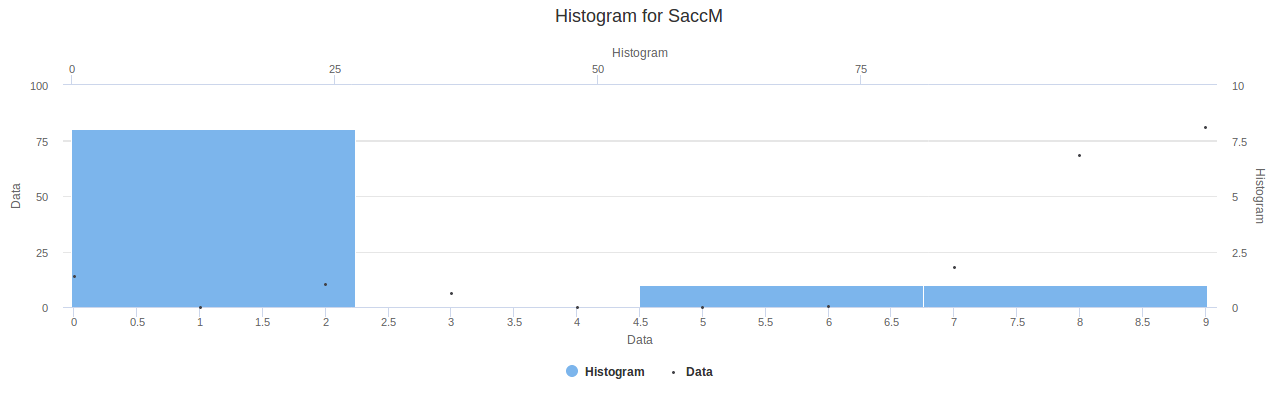 Histogram for SaccM
Histogram
0 25 50 75
100 10
75 7.5
50 5
25 2.5
0 0
Data
Histogram
0 0.5 1 1.5 2 2.5 3 3.5 4 4.5 5 5.5 6 6.5 7 7.5 8 8.5 9
Data
Histogram Data